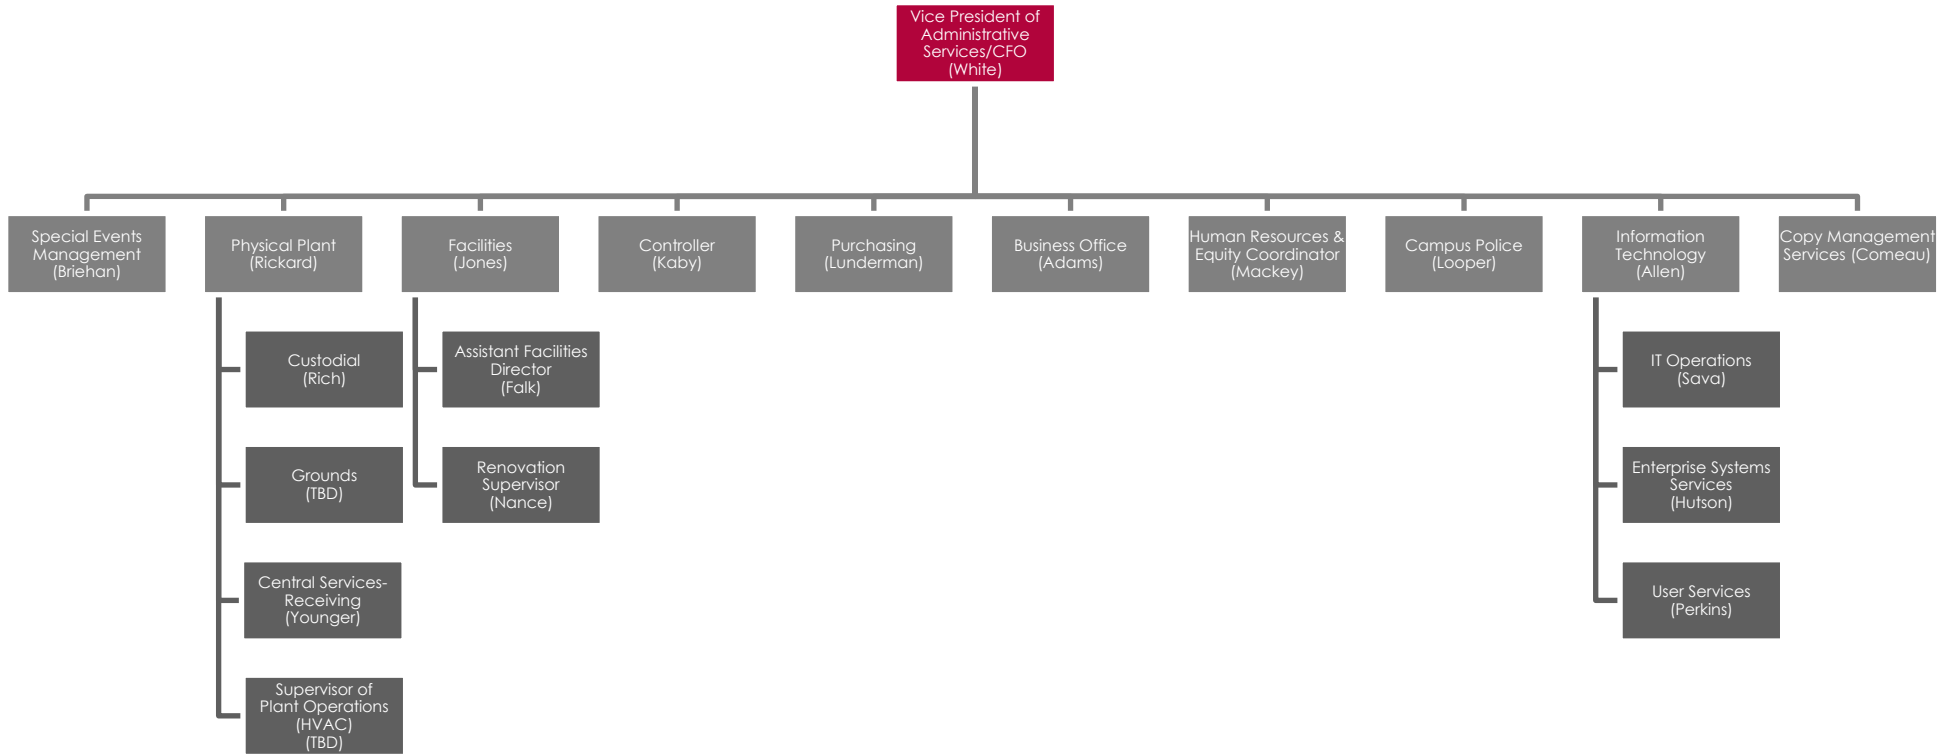 Vice President of
Administrative
Services/CFO
(White)
Special Events
Management
(Briehan)
Physical Plant
(Rickard)
Facilities
(Jones)
Controller
(Kaby)
Purchasing
(Lunderman)
Business Office
(Adams)
Human Resources &
Equity Coordinator
(Mackey)
Campus Police
(Looper)
Information
Technology
(Allen)
Copy Management
Services (Comeau)
Custodial
(Rich)
Grounds
(TBD)
Central Services-
Receiving
(Younger)
Supervisor of
Plant Operations
(HVAC)
(TBD)
Assistant Facilities
Director
(Falk)
Renovation
Supervisor
(Nance)
IT Operations
(Sava)
Enterprise Systems
Services
(Hutson)
User Services
(Perkins)